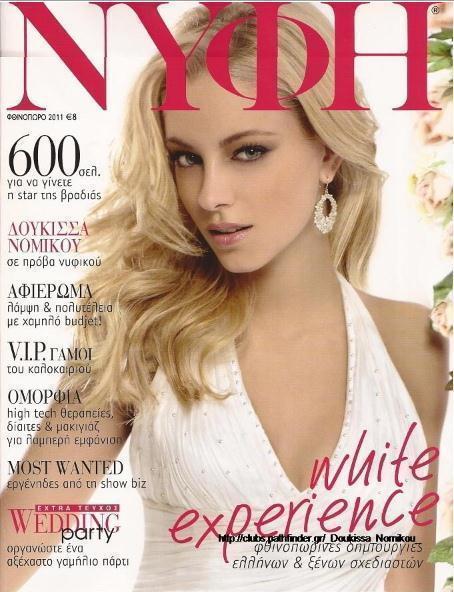 ΝΥΦΗ
®
ΦΘΙΝΟΠΩΡΟ 2011 €8
600 σελ.
για να γίνετε
η star της βραδιάς
ΔΟΥΚΙΣΣΑ
ΝΟΜΙΚΟΥ
σε πρόβα νυφικού
ΑΦΙΕΡΩΜΑ
λάμψη & πολυτέλεια
με χαμηλό budjet!
V.I.P. ΓΑΜΟΙ
του καλοκαιριού
ΟΜΟΡΦΙΑ
high tech θεραπείες,
δίαιτες & μακιγιάζ
για λαμπερή εμφάνιση
MOST WANTED
εργένηδες από τη show biz
EXTRA ΤΕΥΧΟΣ
WEDDING
party
οργανώστε ένα
αξέχαστο γαμήλιο πάρτι
white
experience
http://clubs.pathfinder.gr/_Doukissa_Nomikou
φθινοπωρινές δημιουργίες
ελλήνων & ξένων σχεδιαστών